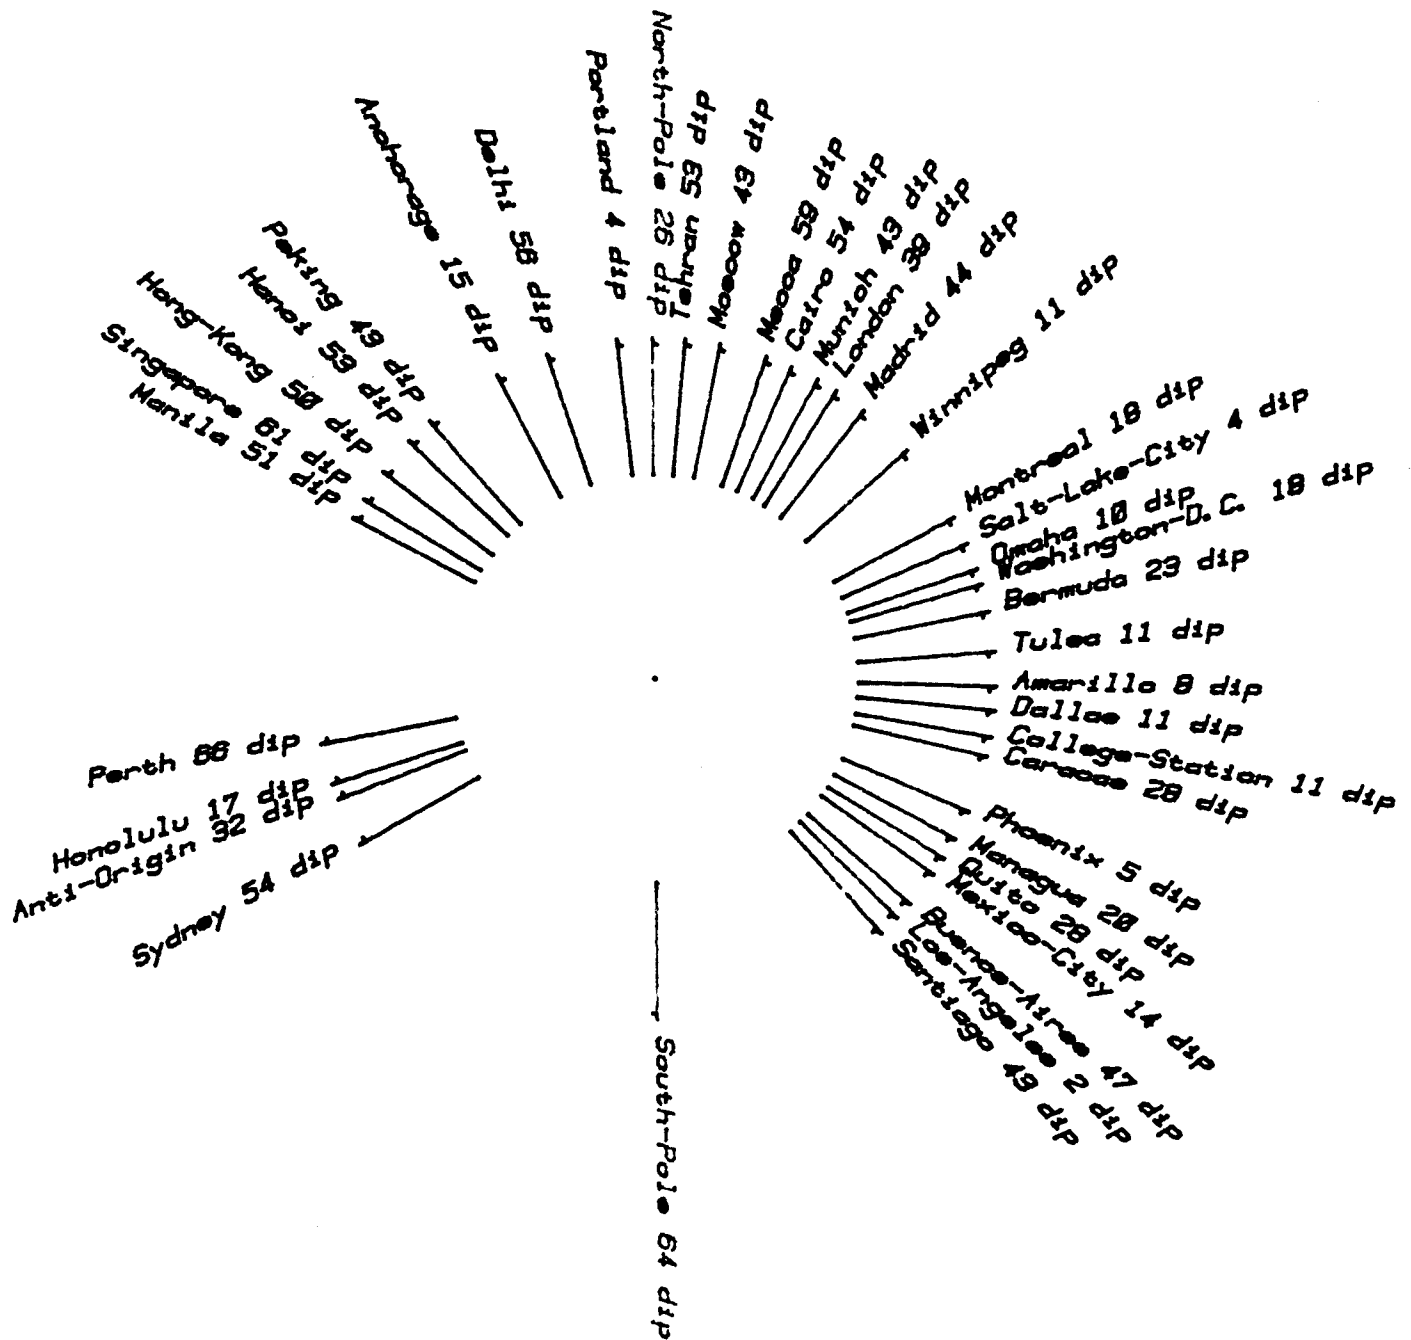 North-Pole 26 dip
Tehran 53 dip
Moscow 43 dip
Mecca 59 dip
Cairo 54 dip
Munich 43 dip
London 39 dip
Madrid 44 dip
Winnipeg 11 dip
Montreal 18 dip
Salt-Lake-City 4 dip
Omaha 10 dip
Washington-D.C. 18 dip
Bermuda 23 dip
Tulsa 11 dip
Amarillo 8 dip
Dallas 11 dip
College-Station 11 dip
Caracas 28 dip
Phoenix 5 dip
Managua 20 dip
Quito 28 dip
Mexico-City 14 dip
Buenos-Aires 47 dip
Los-Angeles 2 dip
Santiago 43 dip
South-Pole 64 dip
Sydney 54 dip
Anti-Origin 32 dip
Honolulu 17 dip
Perth 66 dip
Manila 51 dip
Singapore 61 dip
Hong-Kong 50 dip
Hanoi 53 dip
Peking 43 dip
Anchorage 15 dip
Delhi 56 dip
Portland 4 dip